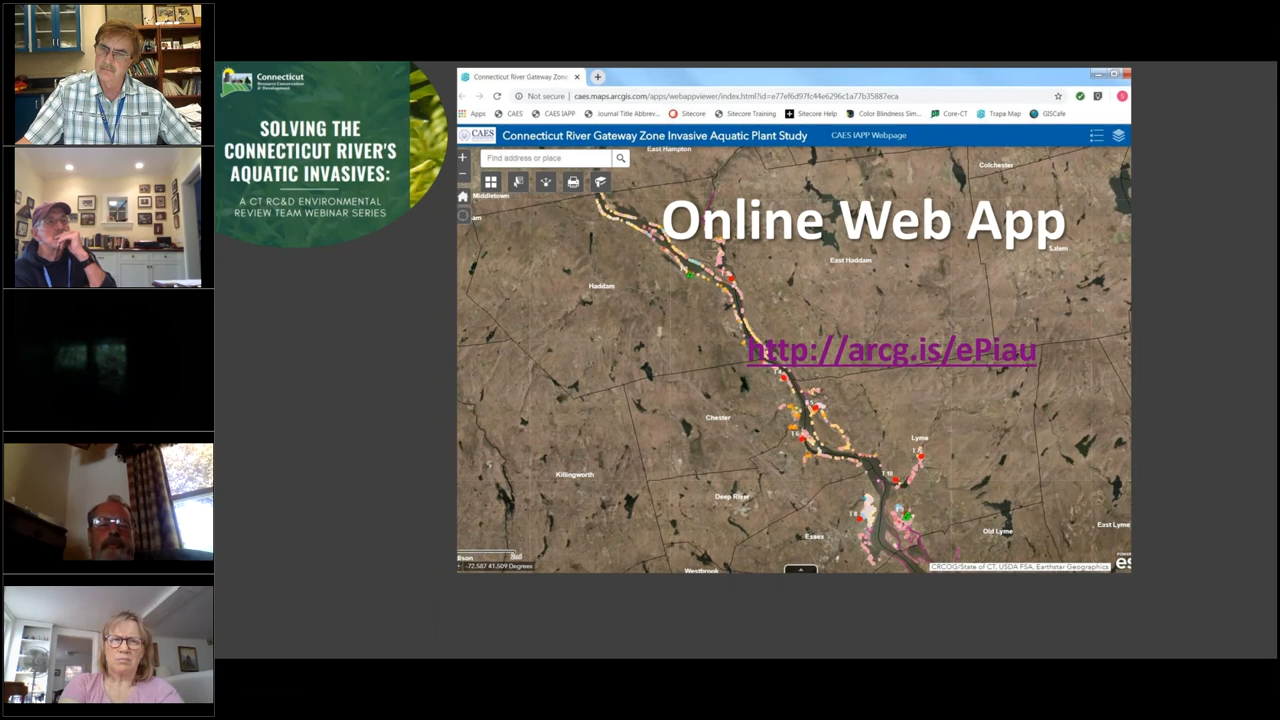 Connecticut
Resource Conservation
& Development
SOLVING THE
CONNECTICUT RIVER'S
AQUATIC INVASIVES:
A CT RC&D ENVIRONMENTAL
REVIEW TEAM WEBINAR SERIES
Connecticut River Gateway Zone
Not secure | caes.maps.arcgis.com/apps/webappviewer/index.html?id=e77ef6d97fc44e6296c1a77b35887eca
Apps CAES CAES IAPP Journal Title Abbrev... Sitecore Sitecore Training Sitecore Help Color Blindness Sim... Core-CT Trapa Map GISCafe
CAES Connecticut River Gateway Zone Invasive Aquatic Plant Study CAES IAPP Webpage
Find address or place
East Hampton
Colchester
Middletown
Online Web App
Salem
East Haddam
Haddam
http://arcg.is/ePiau
Chester
Lyme
Killingworth
Deep River
Essex
Old Lyme
East Lyme
Westbrook
-72.587 41.509 Degrees
CRCOG/State of CT, USDA FSA, Earthstar Geographics